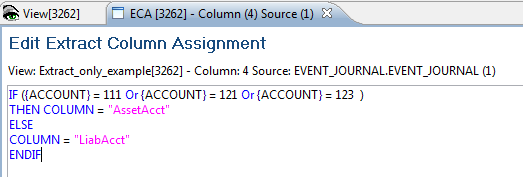 View[3262] ECA [3262] - Column (4) Source (1)
Edit Extract Column Assignment
View: Extract_only_example[3262] - Column: 4 Source: EVENT_JOURNAL.EVENT_JOURNAL (1)
IF ({ACCOUNT} = 111 Or {ACCOUNT} = 121 Or {ACCOUNT} = 123 )
THEN COLUMN = "AssetAcct"
ELSE
COLUMN = "LiabAcct"
ENDIF